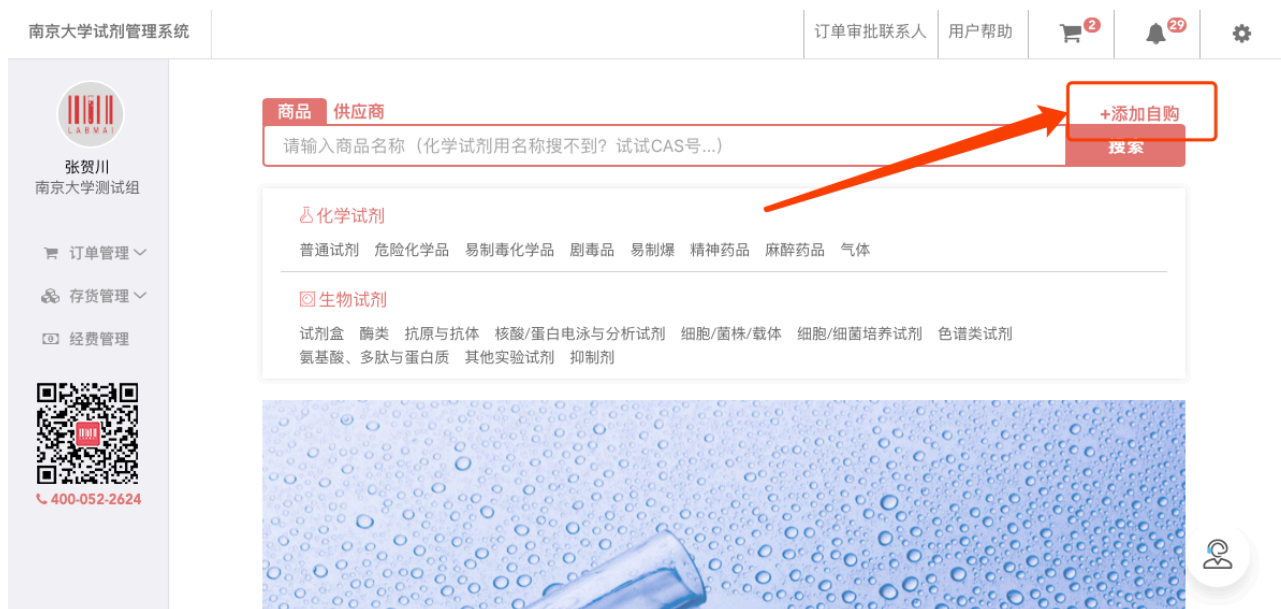 南京大学试剂管理系统
订单审批联系人 用户帮助 2 29
LABMAI
张贺川
南京大学测试组
订单管理
存货管理
经费管理
400-052-2624
商品 供应商 +添加自购
请输入商品名称（化学试剂用名称搜不到？试试CAS号...） 搜索
化学试剂
普通试剂 危险化学品 易制毒化学品 剧毒品 易制爆 精神药品 麻醉药品 气体
生物试剂
试剂盒 酶类 抗原与抗体 核酸/蛋白电泳与分析试剂 细胞/菌株/载体 细胞/细菌培养试剂 色谱类试剂
氨基酸、多肽与蛋白质 其他实验试剂 抑制剂